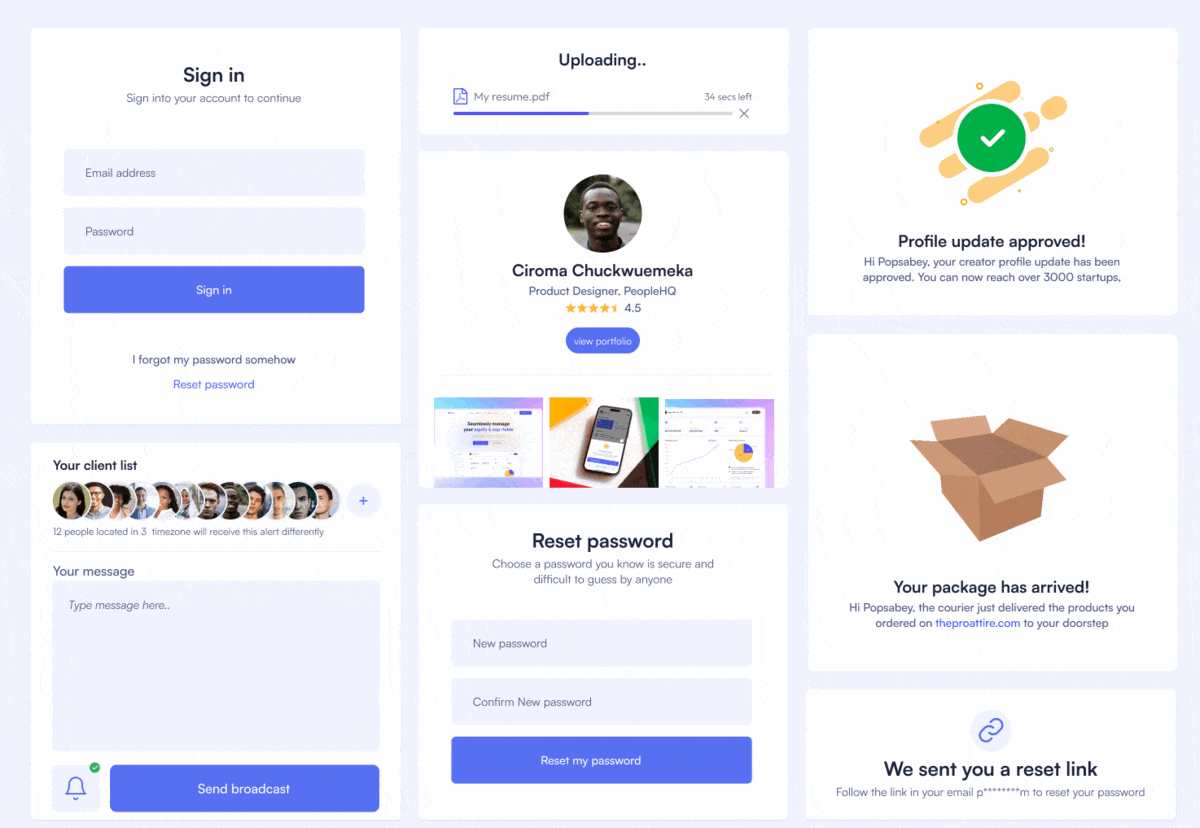 Sign in
Sign into your account to continue
Email address
Password
Sign in
I forgot my password somehow
Reset password
Your client list
+
12 people located in 3 timezone will receive this alert differently
Your message
Type message here..
Send broadcast
Uploading..
My resume.pdf
34 secs left
Ciroma Chuckwuemeka
Product Designer, PeopleHQ
4.5
view portfolio
Seamlessly manage
your equity & cap-table
Reset password
Choose a password you know is secure and
difficult to guess by anyone
New password
Confirm New password
Reset my password
Profile update approved!
Hi Popsabey, your creator profile update has been
approved. You can now reach over 3000 startups,
Your package has arrived!
Hi Popsabey, the courier just delivered the products you
ordered on theproattire.com to your doorstep
We sent you a reset link
Follow the link in your email p********m to reset your password